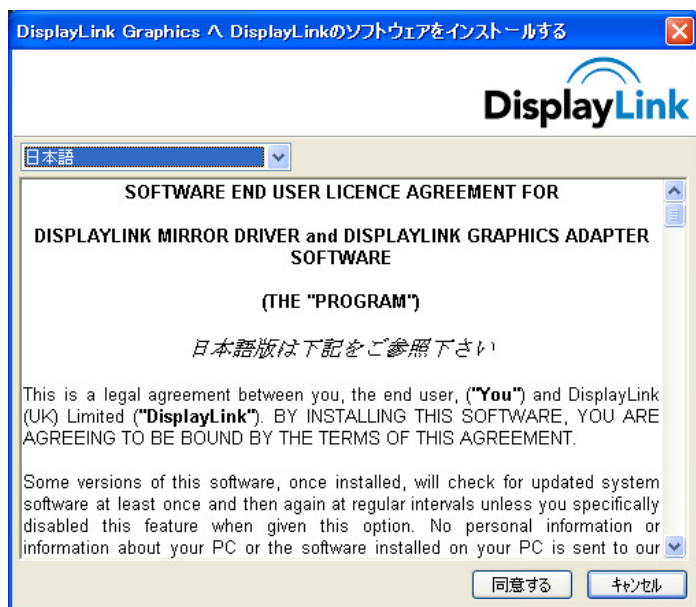 DisplayLink Graphics へ DisplayLinkのソフトウェアをインストールする
DisplayLink
日本語
SOFTWARE END USER LICENCE AGREEMENT FOR
DISPLAYLINK MIRROR DRIVER and DISPLAYLINK GRAPHICS ADAPTER
SOFTWARE
(THE "PROGRAM")
日本語版は下記をご参照下さい
This is a legal agreement between you, the end user, ("You") and DisplayLink
(UK) Limited ("DisplayLink"). BY INSTALLING THIS SOFTWARE, YOU ARE
AGREEING TO BE BOUND BY THE TERMS OF THIS AGREEMENT.
Some versions of this software, once installed, will check for updated system
software at least once and then again at regular intervals unless you specifically
disabled this feature when given this option. No personal information or
information about your PC or the software installed on your PC is sent to our
同意する
キャンセル